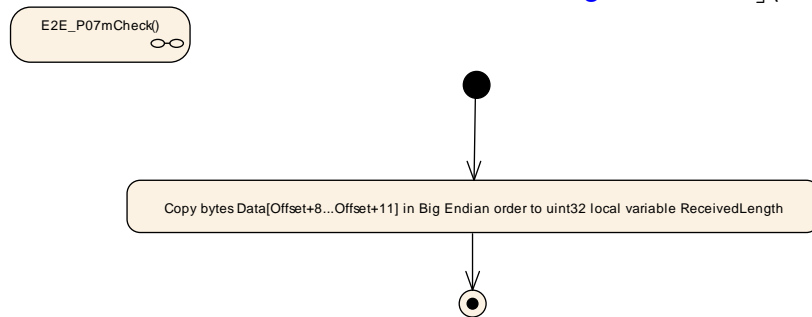 E2E_P07mCheck()
Copy bytes Data[Offset+8...Offset+11] in Big Endian order to uint32 local variable ReceivedLength